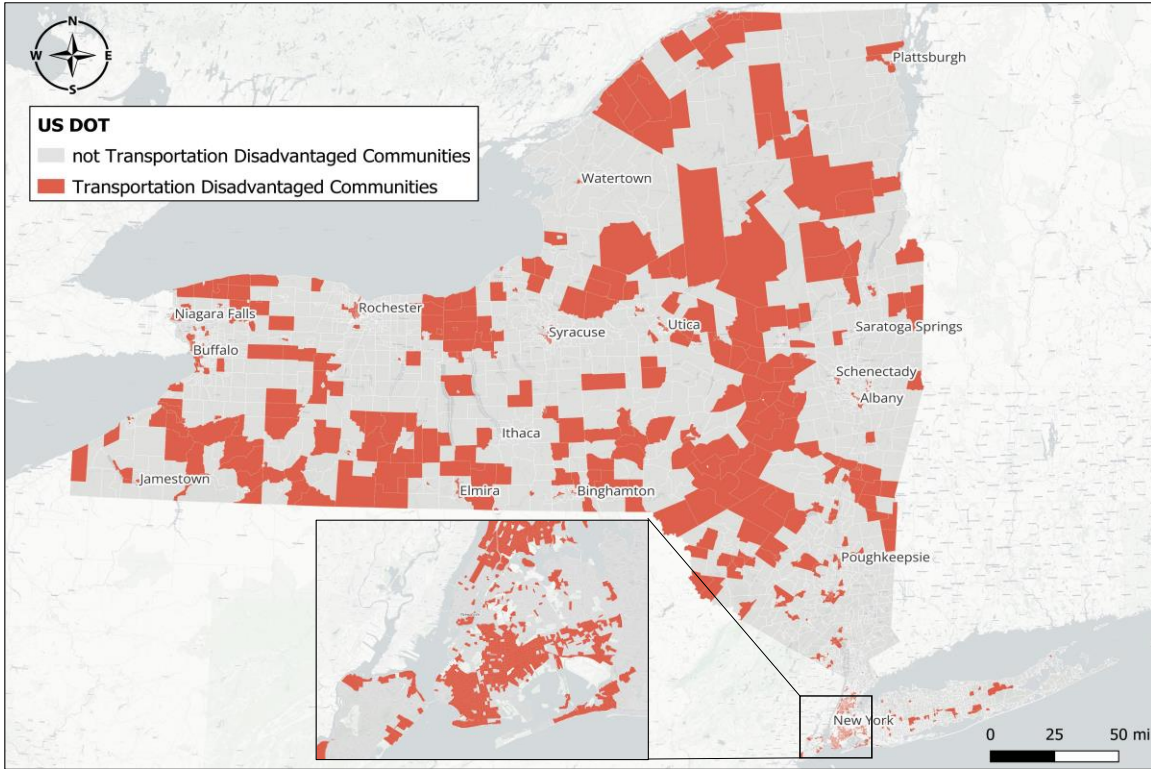 N
W
E
S
US DOT
not Transportation Disadvantaged Communities
Transportation Disadvantaged Communities
Plattsburgh
Watertown
Rochester
Niagara Falls
Syracuse
Utica
Saratoga Springs
Buffalo
Schenectady
Albany
Ithaca
Jamestown
Elmira
Binghamton
Poughkeepsie
New York
0 25 50 mi